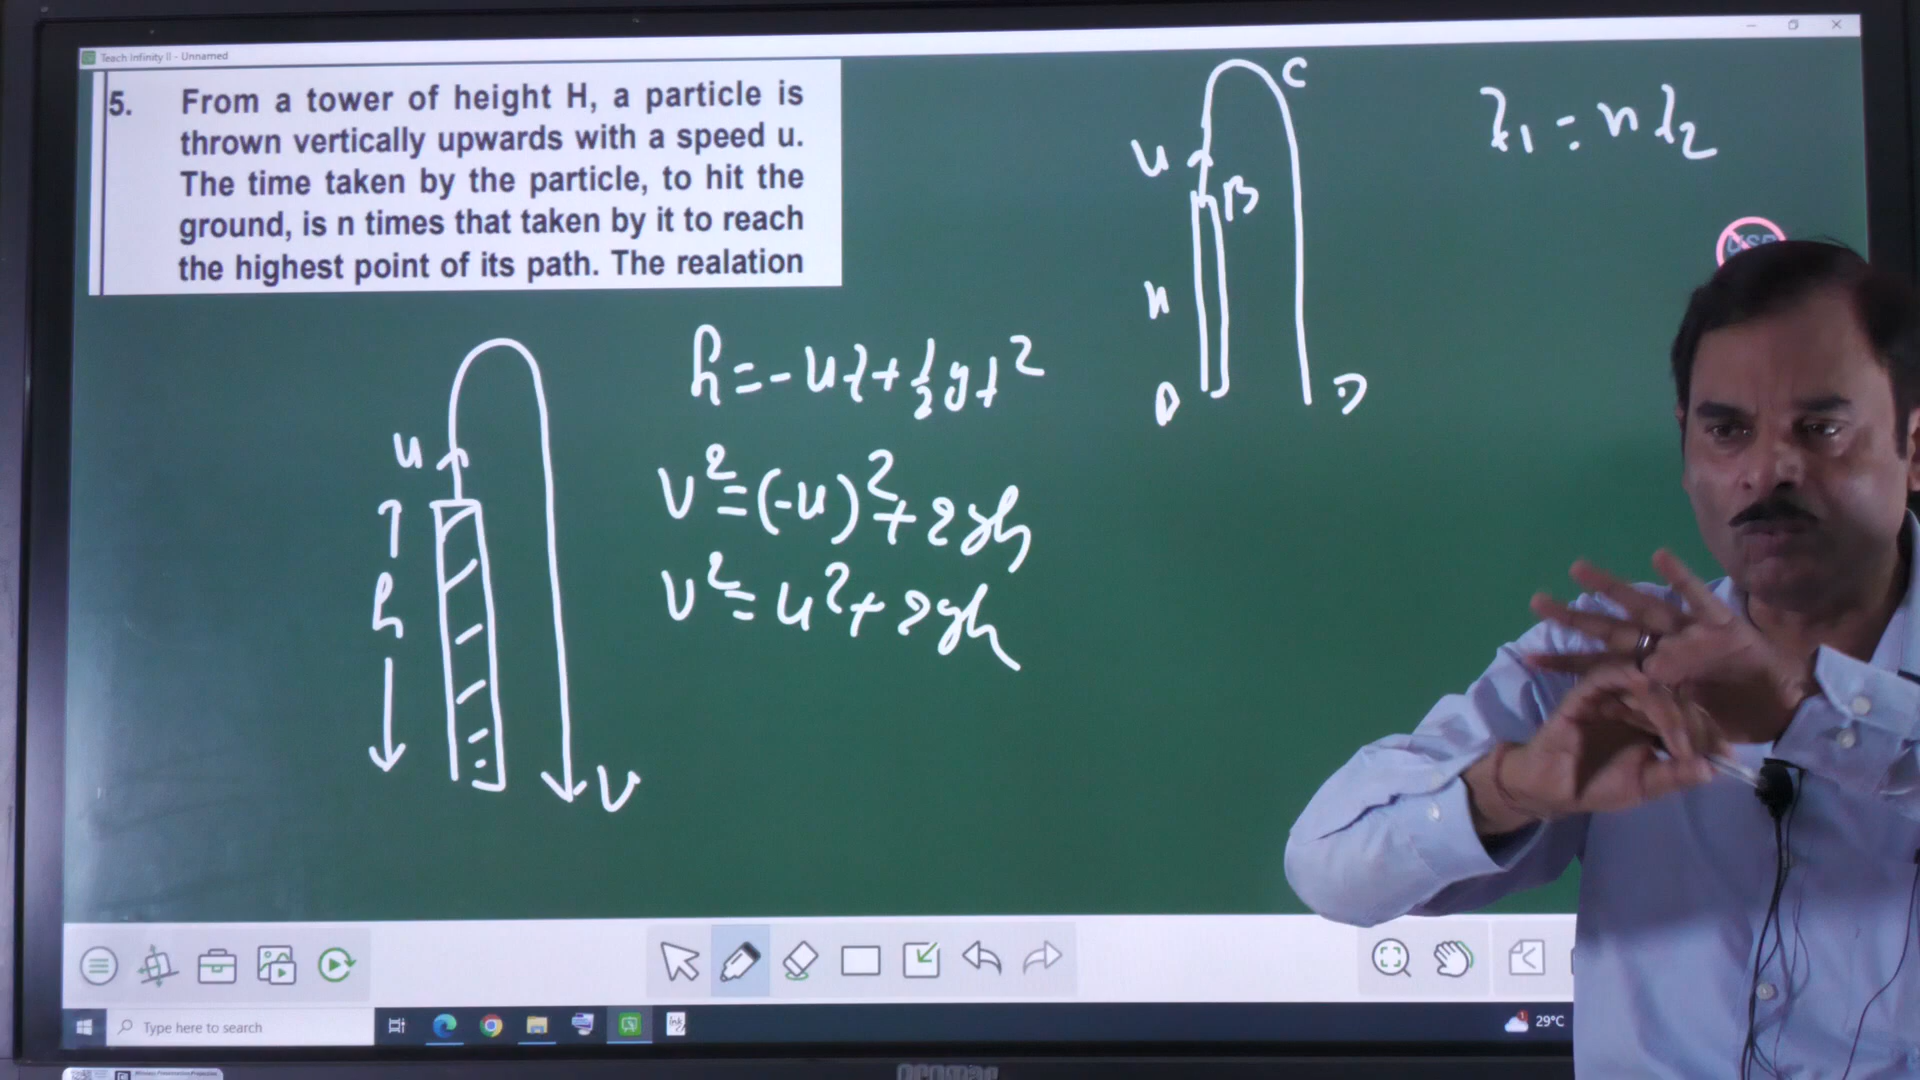 Teach Infinity II - Unnamed
5. From a tower of height H, a particle is
thrown vertically upwards with a speed u.
The time taken by the particle, to hit the
ground, is n times that taken by it to reach
the highest point of its path. The realation
C
u
B
H
D
t₁ = n t₂
h = -ut + ½gt²
v² = (-u)² + 2gh
v² = u² + 2gh
u
h
v
Type here to search
29°C